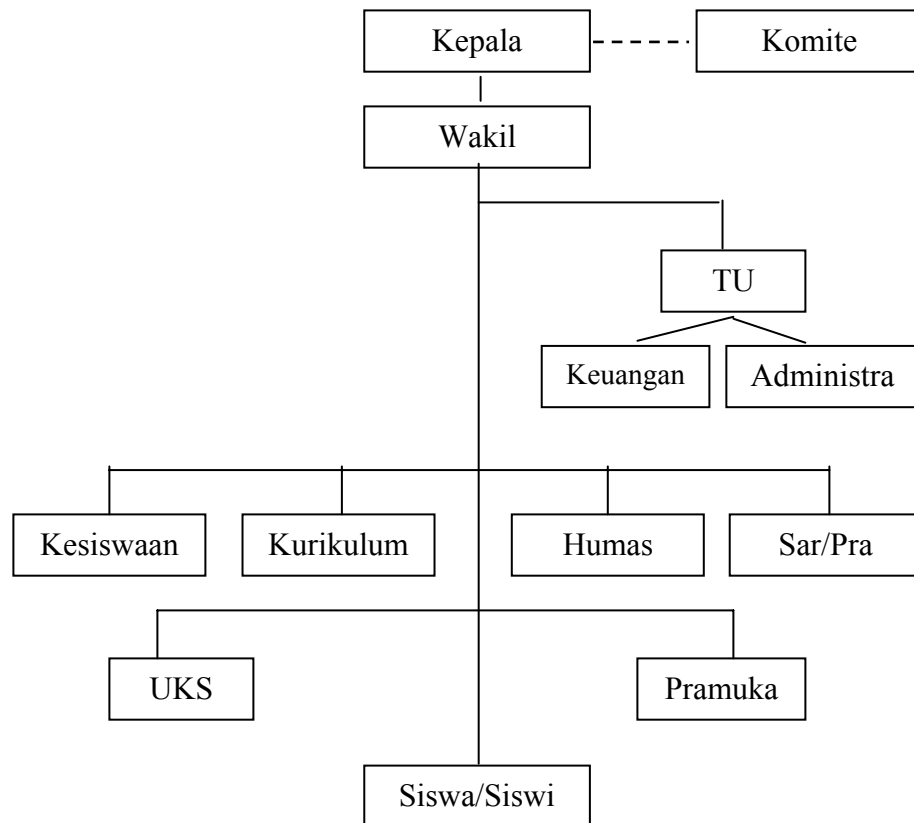 Kepala
Komite
Wakil
TU
Keuangan
Administra
Kesiswaan
Kurikulum
Humas
Sar/Pra
UKS
Pramuka
Siswa/Siswi